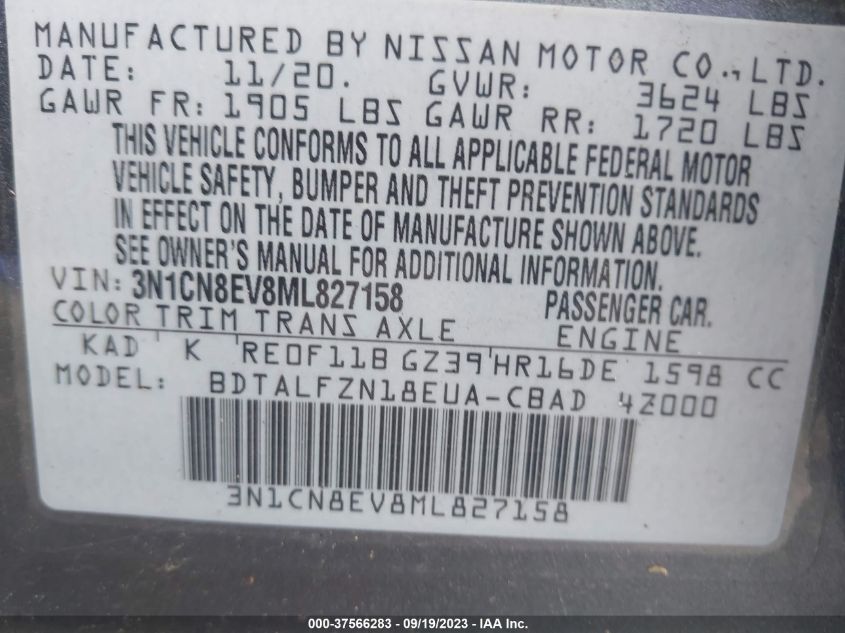 MANUFACTURED BY NISSAN MOTOR CO., LTD.
DATE: 11/20. GVWR: 3624 LBS
GAWR FR: 1905 LBS GAWR RR: 1720 LBS
THIS VEHICLE CONFORMS TO ALL APPLICABLE FEDERAL MOTOR
VEHICLE SAFETY, BUMPER AND THEFT PREVENTION STANDARDS
IN EFFECT ON THE DATE OF MANUFACTURE SHOWN ABOVE.
SEE OWNER'S MANUAL FOR ADDITIONAL INFORMATION.
VIN: 3N1CN8EV8ML827158 PASSENGER CAR.
COLOR TRIM TRANS AXLE ENGINE
KAD K RE0F11B GZ39 HR16DE 1598 CC
MODEL: BDTALFZN18EUA-CBAD 4Z000
3N1CN8EV8ML827158
000-37566283 - 09/19/2023 - IAA Inc.